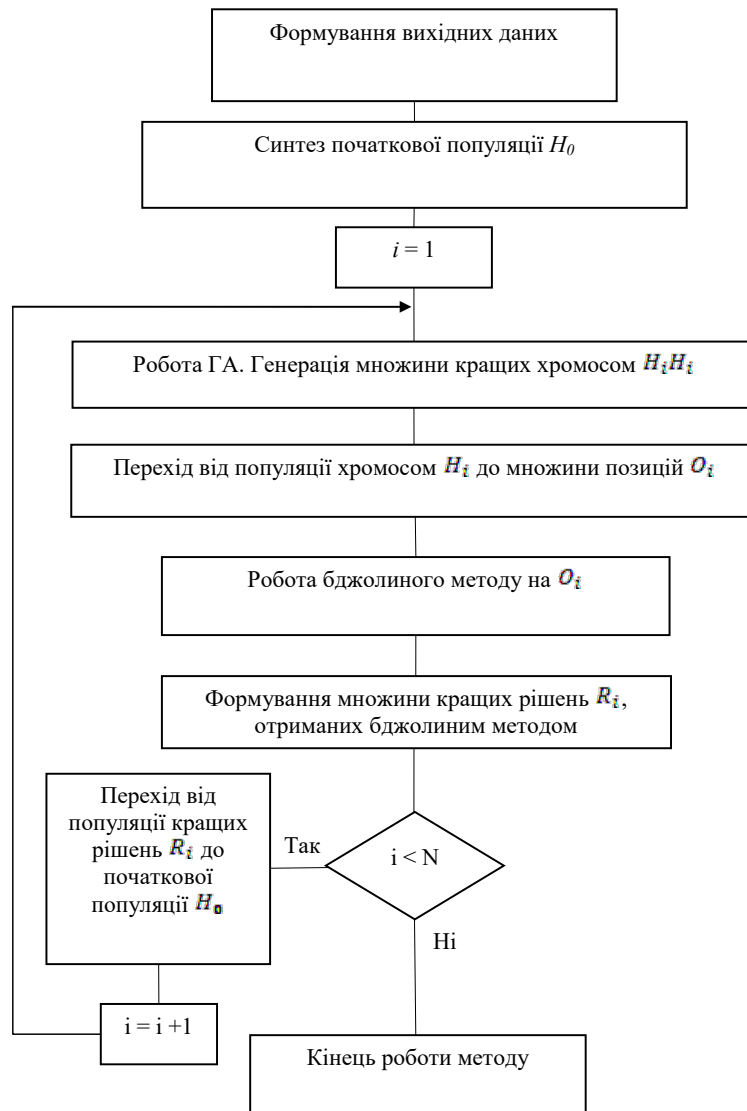 Формування вихідних даних
Синтез початкової популяції H₀
i = 1
Робота ГА. Генерація множини кращих хромосом HᵢHᵢ
Перехід від популяції хромосом Hᵢ до множини позицій Oᵢ
Робота бджолиного методу на Oᵢ
Формування множини кращих рішень Rᵢ,
отриманих бджолиним методом
Перехід від
популяції кращих
рішень Rᵢ до
початкової
популяції H₀
Так
i < N
Ні
i = i +1
Кінець роботи методу